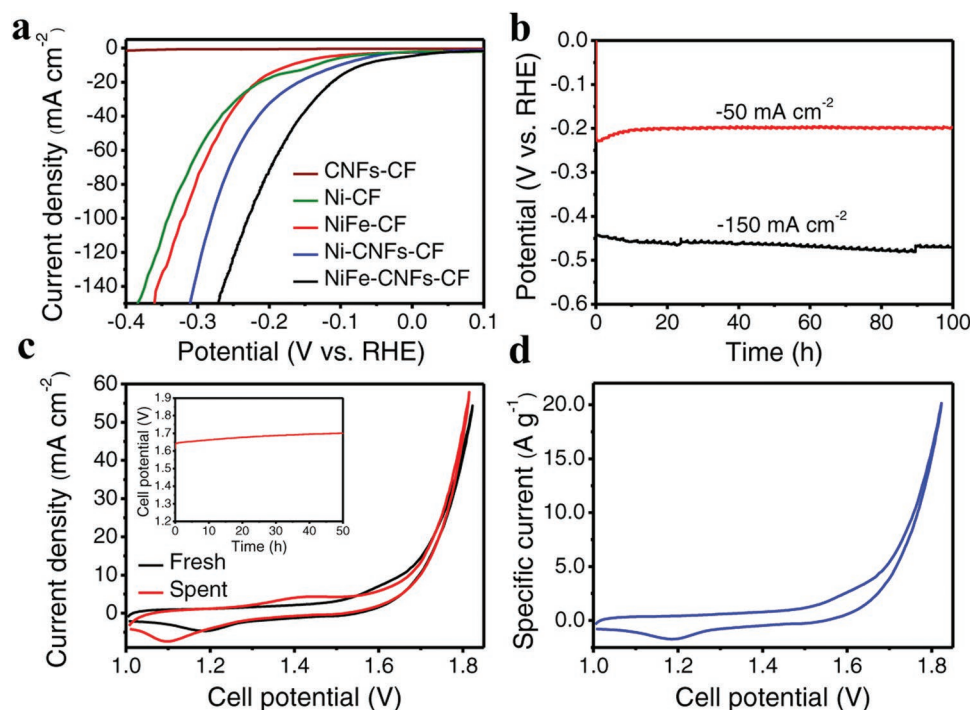 a
Current density (mA cm-2)
0
-20
-40
-60
-80
-100
-120
-140
CNFs-CF
Ni-CF
NiFe-CF
Ni-CNFs-CF
NiFe-CNFs-CF
-0.4 -0.3 -0.2 -0.1 0.0 0.1
Potential (V vs. RHE)
b
Potential (V vs. RHE)
0.0
-0.1
-0.2
-0.3
-0.4
-0.5
-0.6
-50 mA cm-2
-150 mA cm-2
0 20 40 60 80 100
Time (h)
c
Current density (mA cm-2)
60
50
40
30
20
10
0
Cell potential (V)
1.9
1.8
1.7
1.6
1.5
1.4
1.3
1.2
0 10 20 30 40 50
Time (h)
Fresh
Spent
1.0 1.2 1.4 1.6 1.8
Cell potential (V)
d
Specific current (A g-1)
20.0
15.0
10.0
5.0
0.0
1.0 1.2 1.4 1.6 1.8
Cell potential (V)